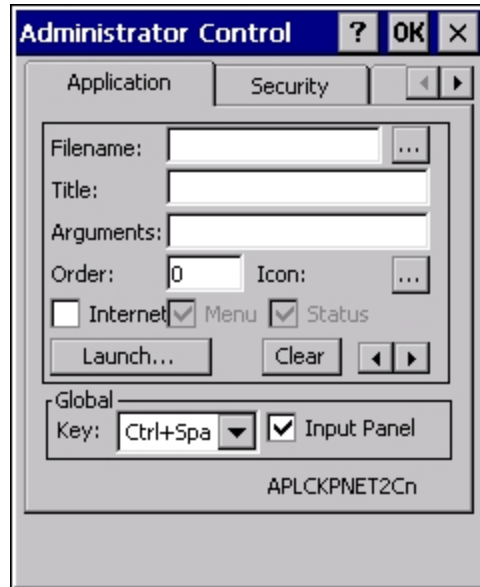 Administrator Control ? OK ×
Application Security
Filename: ...
Title:
Arguments:
Order: 0 Icon: ...
Internet Menu Status
Launch... Clear
Global
Key: Ctrl+Spa Input Panel
APLCKPNET2Cn